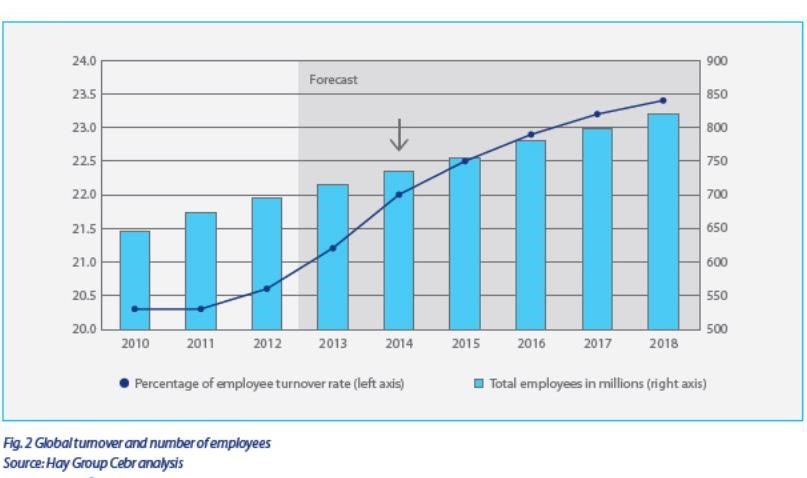 24.0 900
Forecast
23.5 850
23.0 800
22.5 750
22.0 700
21.5 650
21.0 600
20.5 550
20.0 500
2010 2011 2012 2013 2014 2015 2016 2017 2018
Percentage of employee turnover rate (left axis) Total employees in millions (right axis)
Fig. 2 Global turnover and number of employees
Source: Hay Group Cebr analysis